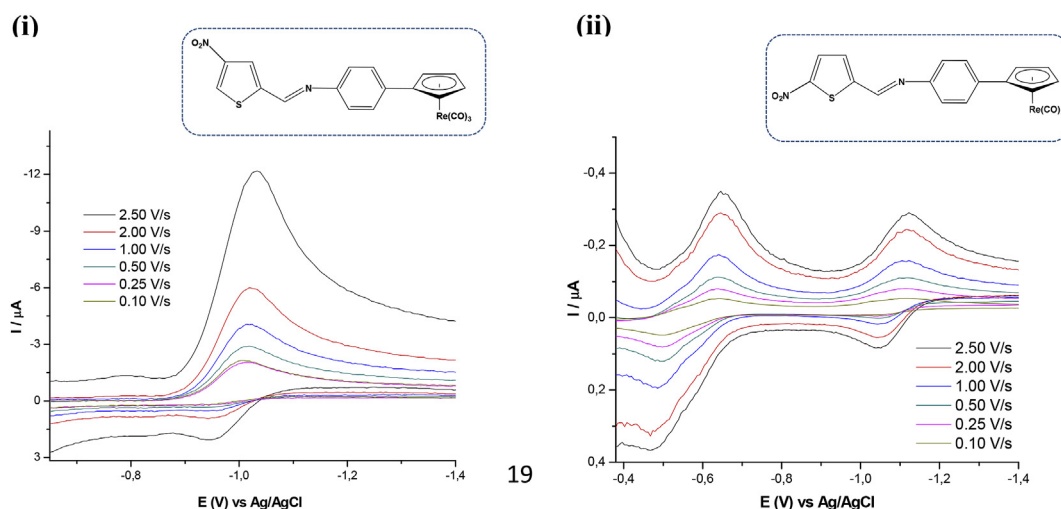 (i)
O₂N
S
N
Re(CO)₃
-12
-9
-6
-3
0
3
I / µA
2.50 V/s
2.00 V/s
1.00 V/s
0.50 V/s
0.25 V/s
0.10 V/s
-0,8 -1,0 -1,2 -1,4
E (V) vs Ag/AgCl
19
(ii)
O₂N
S
N
Re(CO)
-0,4
-0,2
0,0
0,2
0,4
I / µA
2.50 V/s
2.00 V/s
1.00 V/s
0.50 V/s
0.25 V/s
0.10 V/s
-0,4 -0,6 -0,8 -1,0 -1,2 -1,4
E (V) vs Ag/AgCl